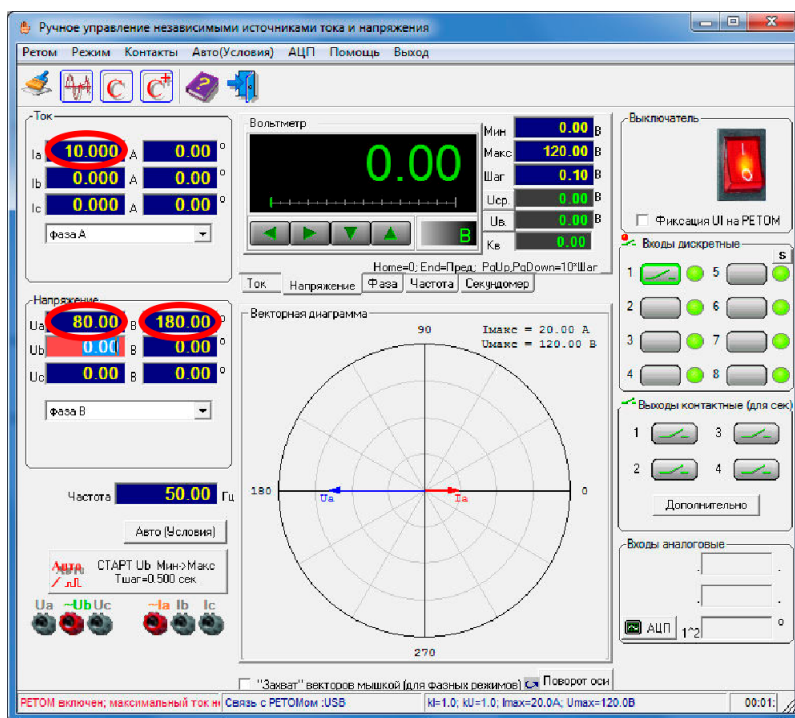 Ручное управление независимыми источниками тока и напряжения
Ретом Режим Контакты Авто(Условия) АЦП Помощь Выход
Ток
Ia 10.000 A 0.00 °
Ib 0.000 A 0.00 °
Ic 0.000 A 0.00 °
фаза A
Напряжение
Ua 80.00 В 180.00 °
Ub 0.00 В 0.00 °
Uc 0.00 В 0.00 °
фаза B
Частота 50.00 Гц
Авто (Условия)
Авто СТАРТ Ub Мин->Макс
Tшаг=0.500 сек
Ua ~Ub Uc ~Ia Ib Ic
Вольтметр
0.00
В
Мин 0.00 В
Макс 120.00 В
Шаг 0.10 В
Uср. 0.00 В
Uв. 0.00 В
Кв 0.00
Home=0; End=Пред; PgUp,PgDown=10*Шаг
Ток Напряжение Фаза Частота Секундомер
Векторная диаграмма
90 Iмакс = 20.00 А
Uмакс = 120.00 В
180 Ua Ia 0
270
"Захват" векторов мышкой (для фазных режимов) Поворот оси
Выключатель
Фиксация UI на РЕТОМ
Входы дискретные
S
1 5
2 6
3 7
4 8
Выходы контактные (для сек)
1 3
2 4
Дополнительно
Входы аналоговые
АЦП 1^2 °
РЕТОМ включен; максимальный ток Связь с РЕТОМом :USB kI=1.0; kU=1.0; Imax=20.0A; Umax=120.0В 00:01: